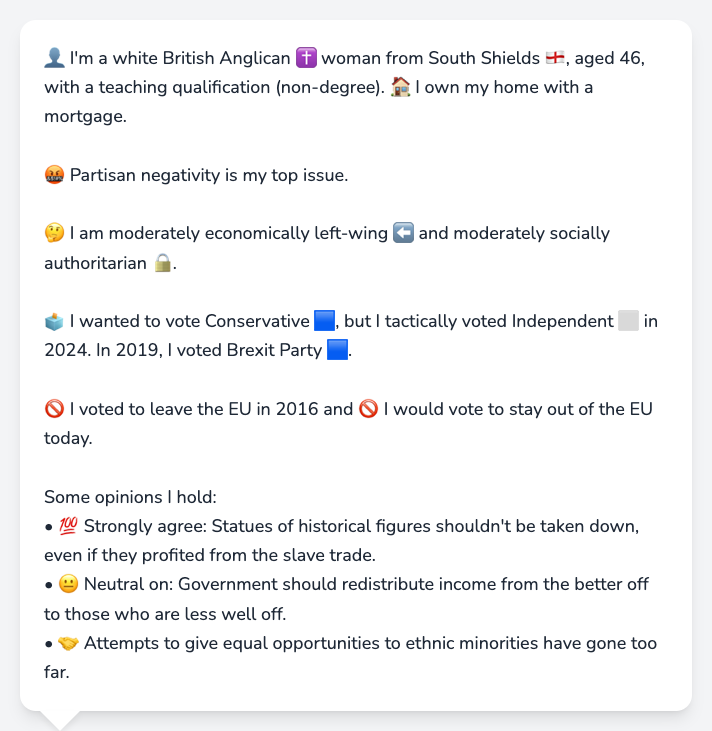 👤 I'm a white British Anglican ✝️ woman from South Shields 🏴󠁧󠁢󠁥󠁮󠁧󠁿, aged 46,
with a teaching qualification (non-degree). 🏠 I own my home with a
mortgage.
🤬 Partisan negativity is my top issue.
🤔 I am moderately economically left-wing ⬅️ and moderately socially
authoritarian 🔒.
🗳️ I wanted to vote Conservative 🟦, but I tactically voted Independent ⬜ in
2024. In 2019, I voted Brexit Party 🟦.
🚫 I voted to leave the EU in 2016 and 🚫 I would vote to stay out of the EU
today.
Some opinions I hold:
• 💯 Strongly agree: Statues of historical figures shouldn't be taken down,
even if they profited from the slave trade.
• 😐 Neutral on: Government should redistribute income from the better off
to those who are less well off.
• 🤝 Attempts to give equal opportunities to ethnic minorities have gone too
far.